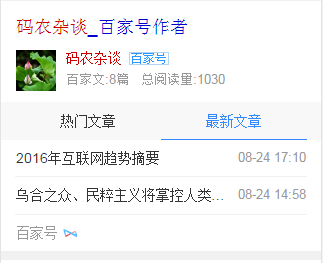 码农杂谈_百家号作者
码农杂谈 百家号
百家文:8篇 总阅读量:1030
热门文章 最新文章
2016年互联网趋势摘要 08-24 17:10
乌合之众、民粹主义将掌控人类... 08-24 14:58
百家号